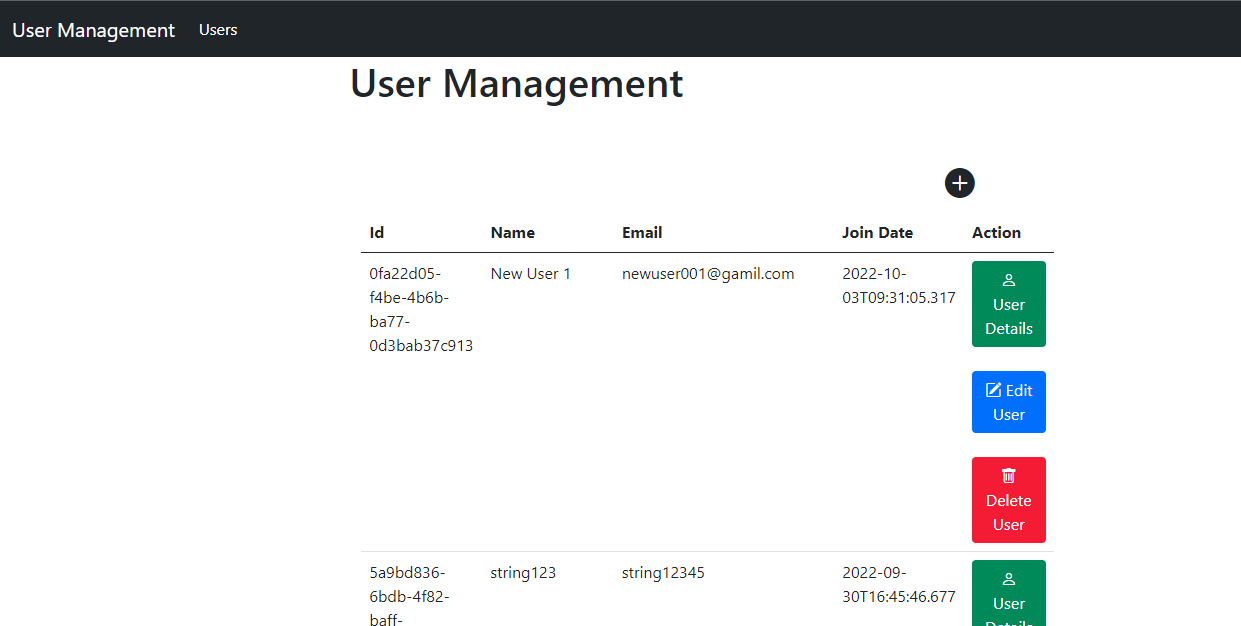 User Management Users
User Management
Id Name Email Join Date Action
0fa22d05- New User 1 newuser001@gamil.com 2022-10-
f4be-4b6b- 03T09:31:05.317
ba77-
0d3bab37c913
User
Details
Edit
User
Delete
User
5a9bd836- string123 string12345 2022-09-
6bdb-4f82- 30T16:45:46.677
baff-
User
Details